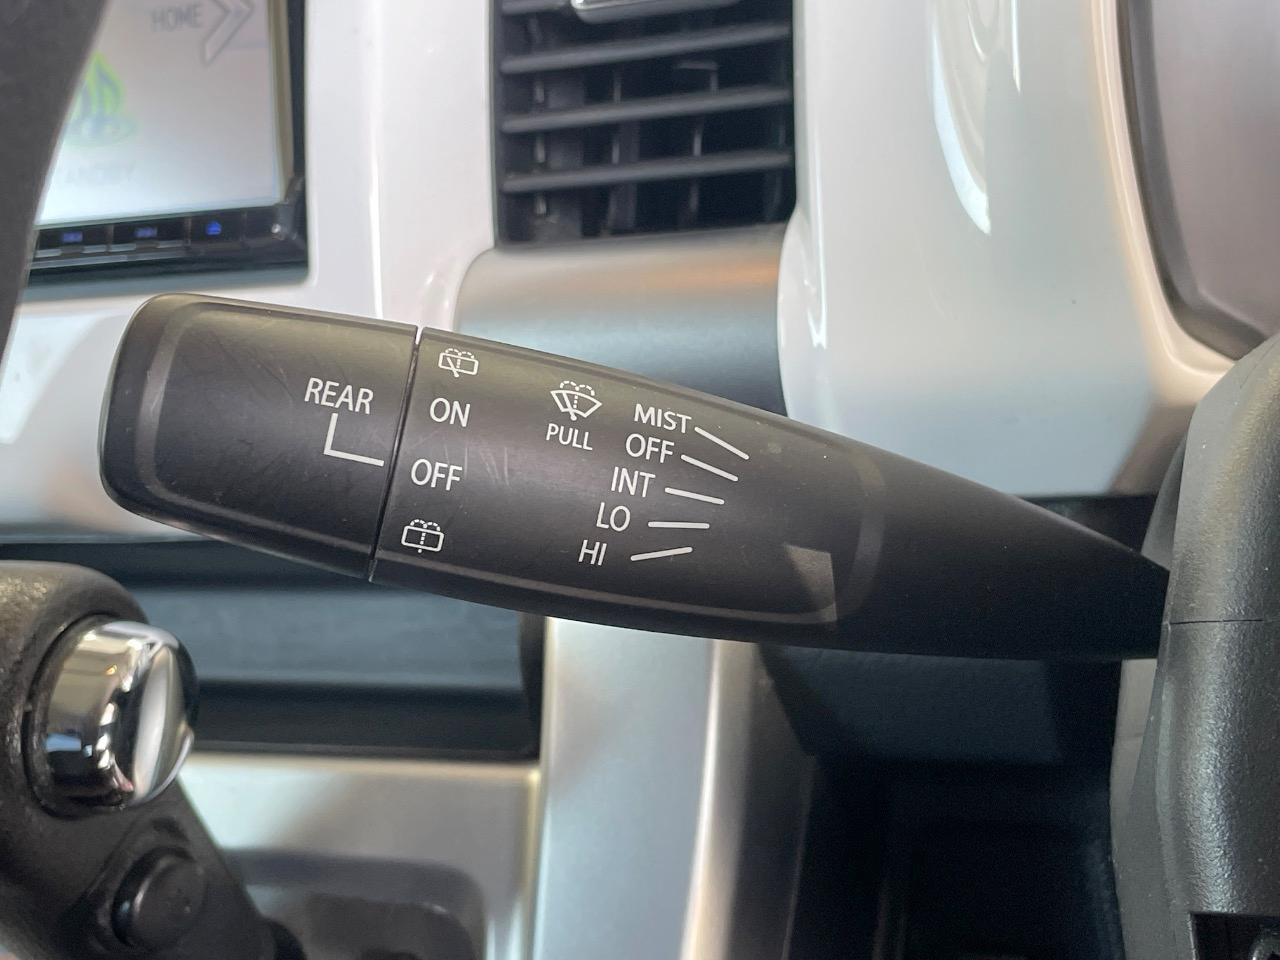 HOME
REAR
ON
OFF
PULL
MIST
OFF
INT
LO
HI